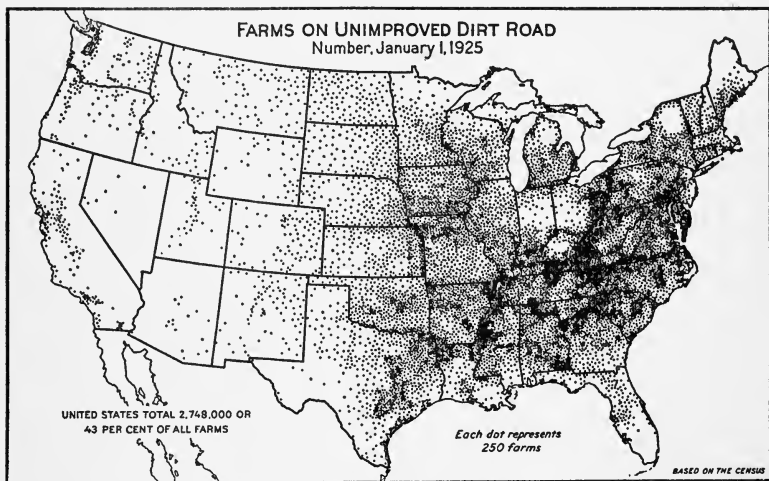 FARMS ON UNIMPROVED DIRT ROAD
Number, January 1, 1925
UNITED STATES TOTAL 2,748,000 OR
43 PER CENT OF ALL FARMS
Each dot represents
250 farms
BASED ON THE CENSUS